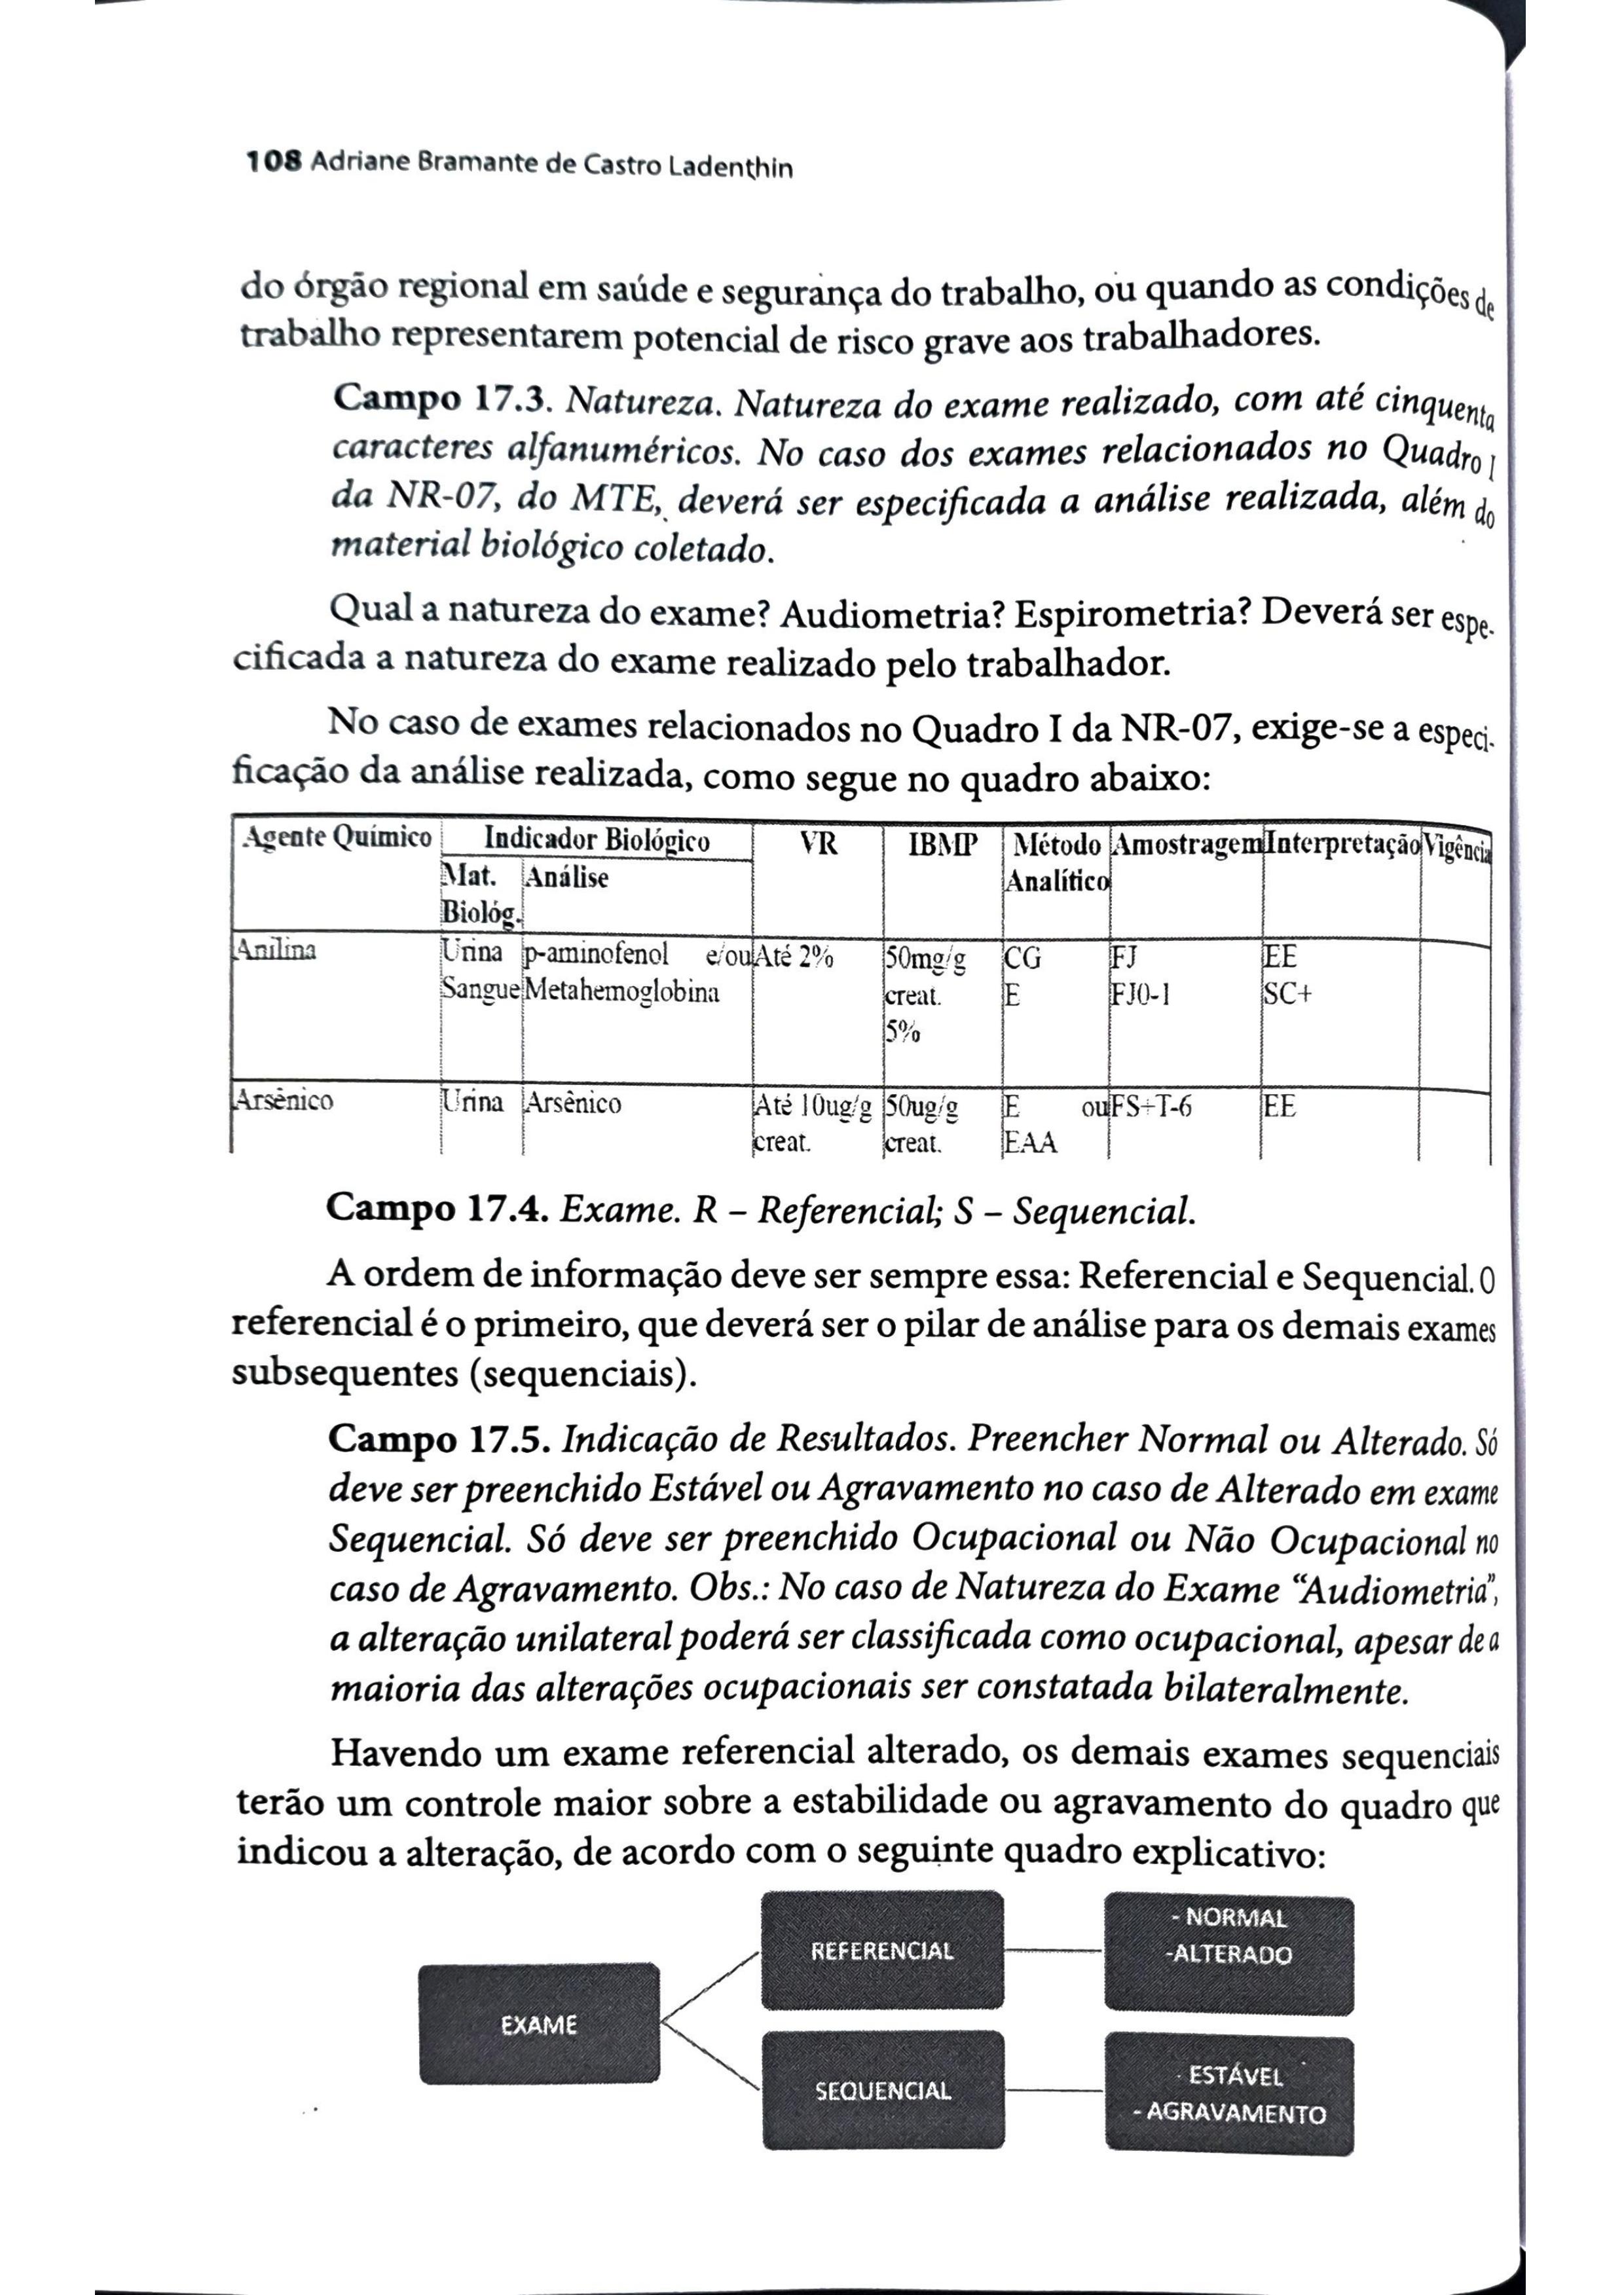 108 Adriane Bramante de Castro Ladenthin
do órgão regional em saúde e segurança do trabalho, ou quando as condições de
trabalho representarem potencial de risco grave aos trabalhadores.
Campo 17.3. Natureza. Natureza do exame realizado, com até cinquenta
caracteres alfanuméricos. No caso dos exames relacionados no Quadro I
da NR-07, do MTE, deverá ser especificada a análise realizada, além do
material biológico coletado.
Qual a natureza do exame? Audiometria? Espirometria? Deverá ser espe-
cificada a natureza do exame realizado pelo trabalhador.
No caso de exames relacionados no Quadro I da NR-07, exige-se a especi-
ficação da análise realizada, como segue no quadro abaixo:
Agente Químico Indicador Biológico VR IBMP Método Amostragem Interpretação Vigência
Mat. Análise Analítico
Biológ.
Anilina Urina p-aminofenol e/ou Até 2% 50mg/g CG FJ EE
Sangue Metahemoglobina creat. E FJ0-1 SC+
5%
Arsênico Urina Arsênico Até 10ug/g 50ug/g E ou FS+T-6 EE
creat. creat. EAA
Campo 17.4. Exame. R – Referencial; S – Sequencial.
A ordem de informação deve ser sempre essa: Referencial e Sequencial. O
referencial é o primeiro, que deverá ser o pilar de análise para os demais exames
subsequentes (sequenciais).
Campo 17.5. Indicação de Resultados. Preencher Normal ou Alterado. Só
deve ser preenchido Estável ou Agravamento no caso de Alterado em exame
Sequencial. Só deve ser preenchido Ocupacional ou Não Ocupacional no
caso de Agravamento. Obs.: No caso de Natureza do Exame “Audiometria”,
a alteração unilateral poderá ser classificada como ocupacional, apesar de a
maioria das alterações ocupacionais ser constatada bilateralmente.
Havendo um exame referencial alterado, os demais exames sequenciais
terão um controle maior sobre a estabilidade ou agravamento do quadro que
indicou a alteração, de acordo com o seguinte quadro explicativo:
EXAME
REFERENCIAL
- NORMAL
-ALTERADO
SEQUENCIAL
- ESTÁVEL
- AGRAVAMENTO